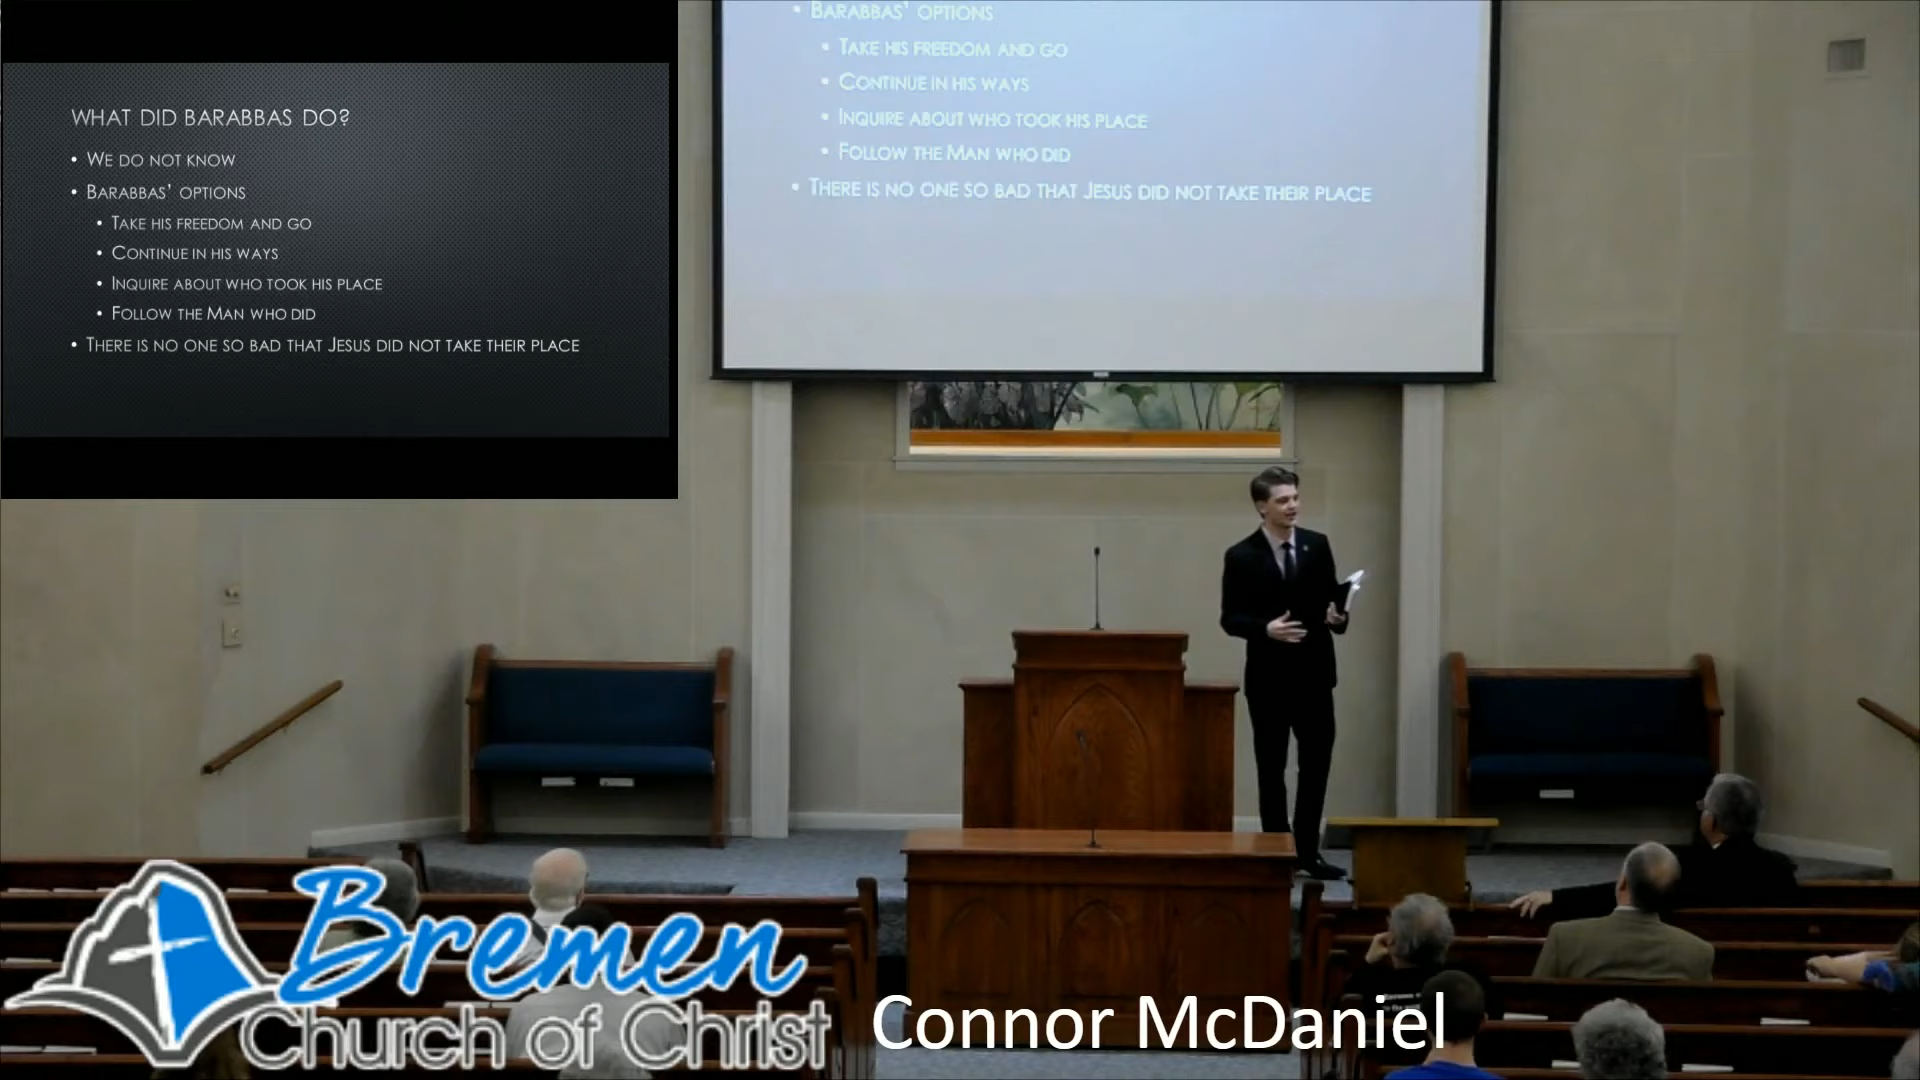 WHAT DID BARABBAS DO?
• WE DO NOT KNOW
• BARABBAS' OPTIONS
• TAKE HIS FREEDOM AND GO
• CONTINUE IN HIS WAYS
• INQUIRE ABOUT WHO TOOK HIS PLACE
• FOLLOW THE MAN WHO DID
• THERE IS NO ONE SO BAD THAT JESUS DID NOT TAKE THEIR PLACE
• BARABBAS' OPTIONS
• TAKE HIS FREEDOM AND GO
• CONTINUE IN HIS WAYS
• INQUIRE ABOUT WHO TOOK HIS PLACE
• FOLLOW THE MAN WHO DID
• THERE IS NO ONE SO BAD THAT JESUS DID NOT TAKE THEIR PLACE
Bremen
Church of Christ
Connor McDaniel